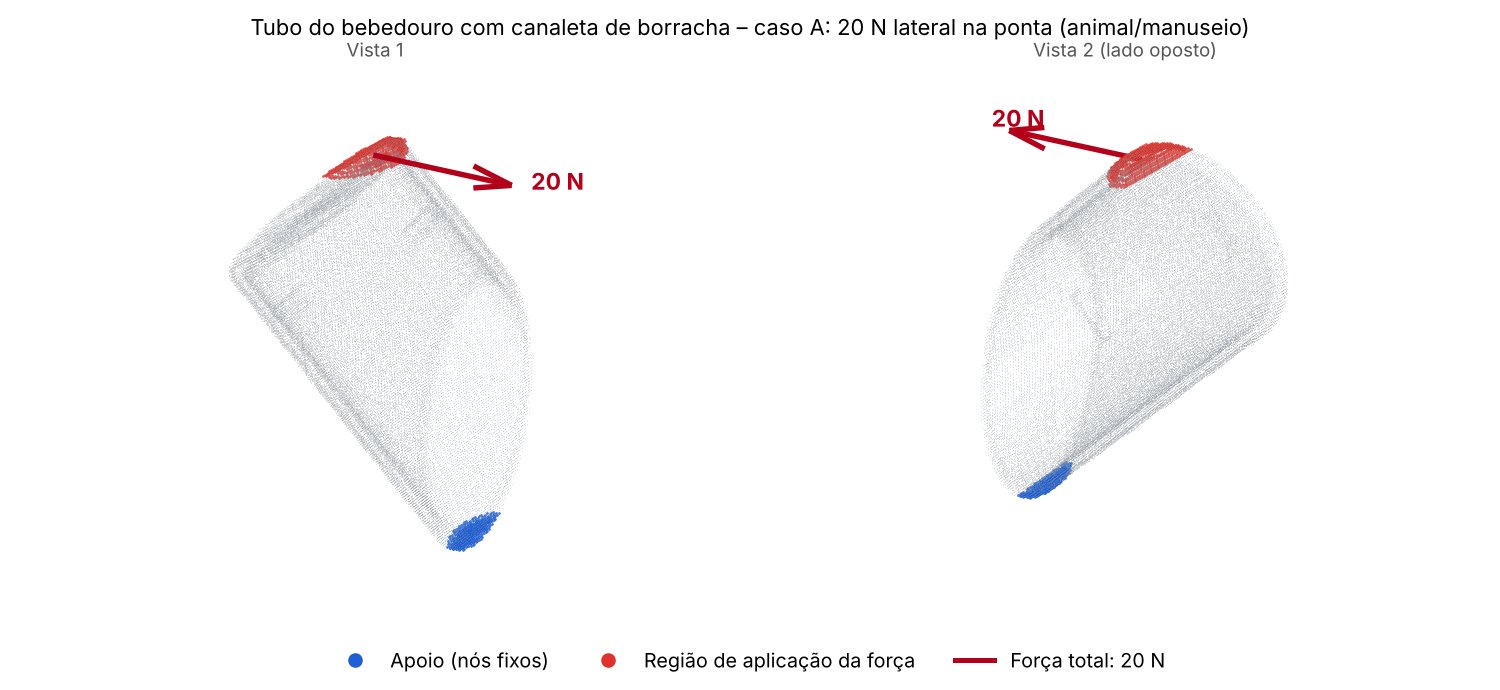 Tubo do bebedouro com canaleta de borracha – caso A: 20 N lateral na ponta (animal/manuseio)
Vista 1
Vista 2 (lado oposto)
20 N
20 N
Apoio (nós fixos)
Região de aplicação da força
Força total: 20 N